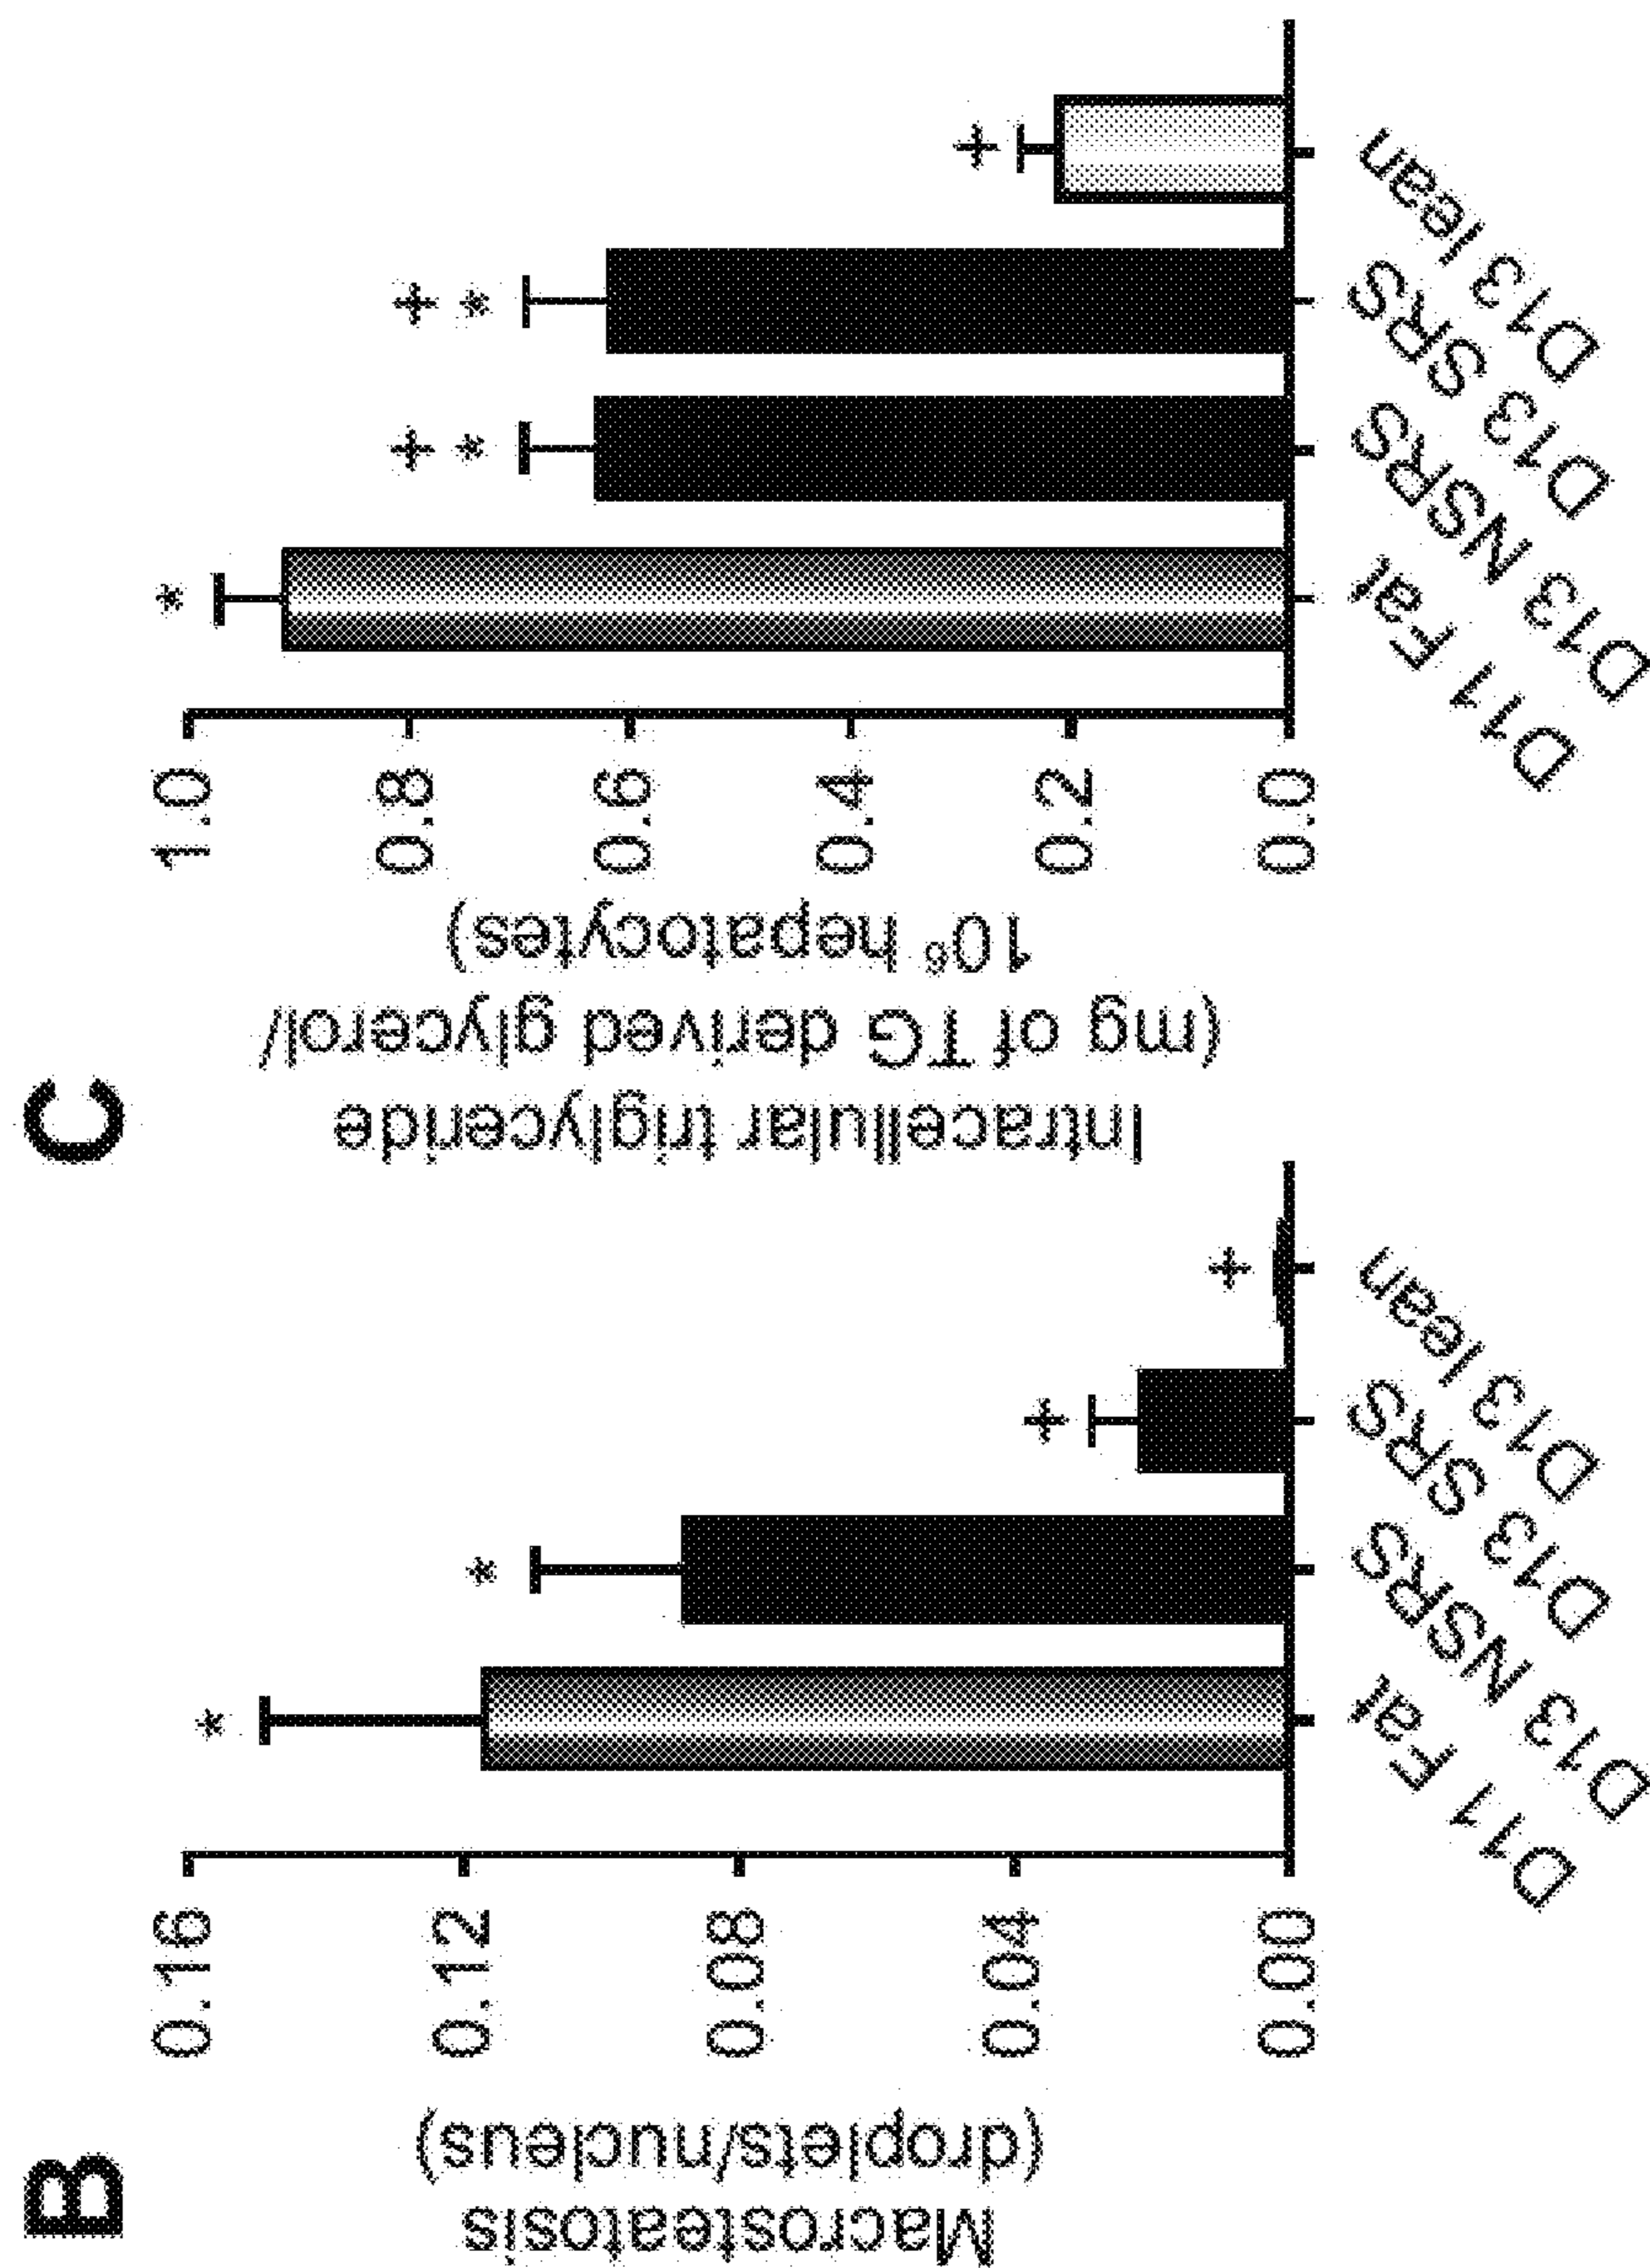 B
Macrosteatosis
(droplets/nucleus)
0.16
0.12
0.08
0.04
0.00
*
*
+
+
D11 Fat
D13 NSRS
D13 SRS
D13 lean
C
Intracellular triglyceride
(mg of TG derived glycerol/
10⁶ hepatocytes)
1.0
0.8
0.6
0.4
0.2
0.0
*
+
*
+
*
+
D11 Fat
D13 NSRS
D13 SRS
D13 lean